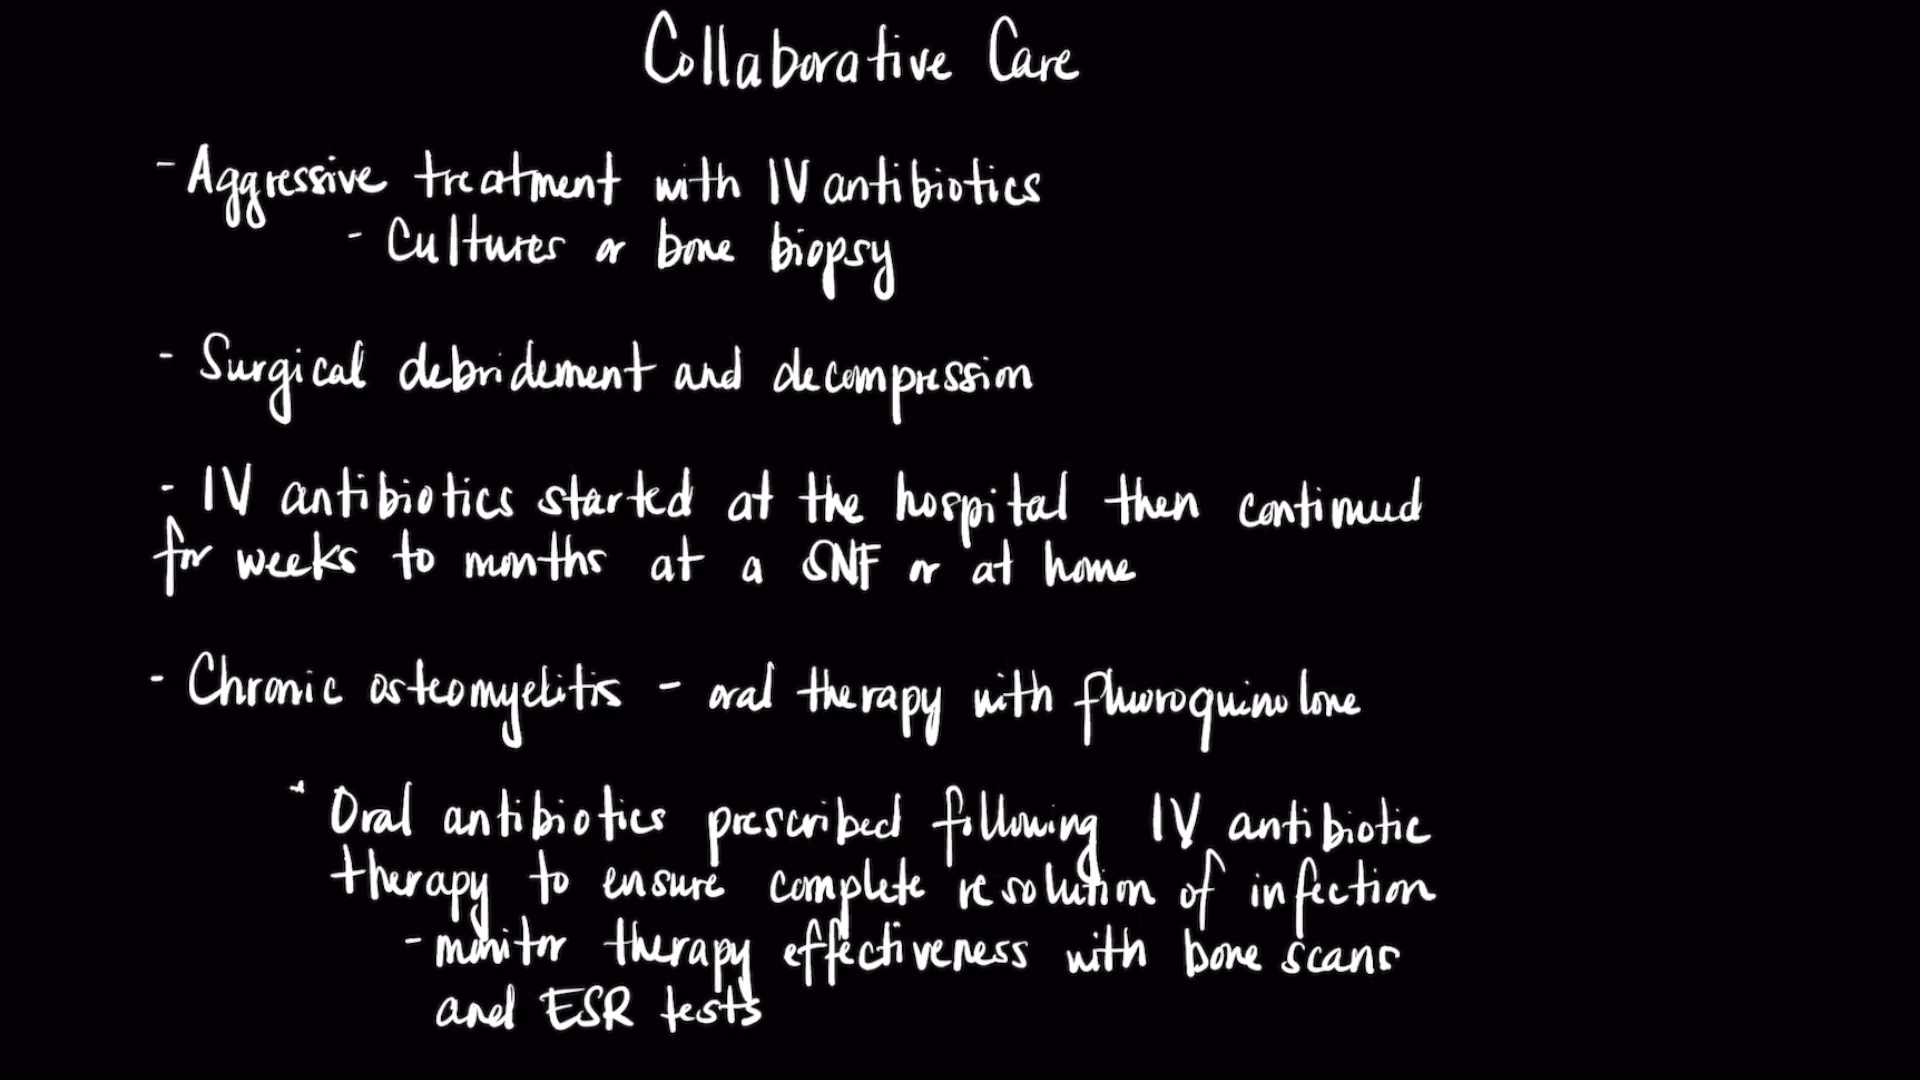 Collaborative Care
- Aggressive treatment with IV antibiotics
- Cultures or bone biopsy
- Surgical debridement and decompression
- IV antibiotics started at the hospital then continued
for weeks to months at a SNF or at home
- Chronic osteomyelitis - oral therapy with fluoroquinolone
* Oral antibiotics prescribed following IV antibiotic
therapy to ensure complete resolution of infection
- monitor therapy effectiveness with bone scans
and ESR tests